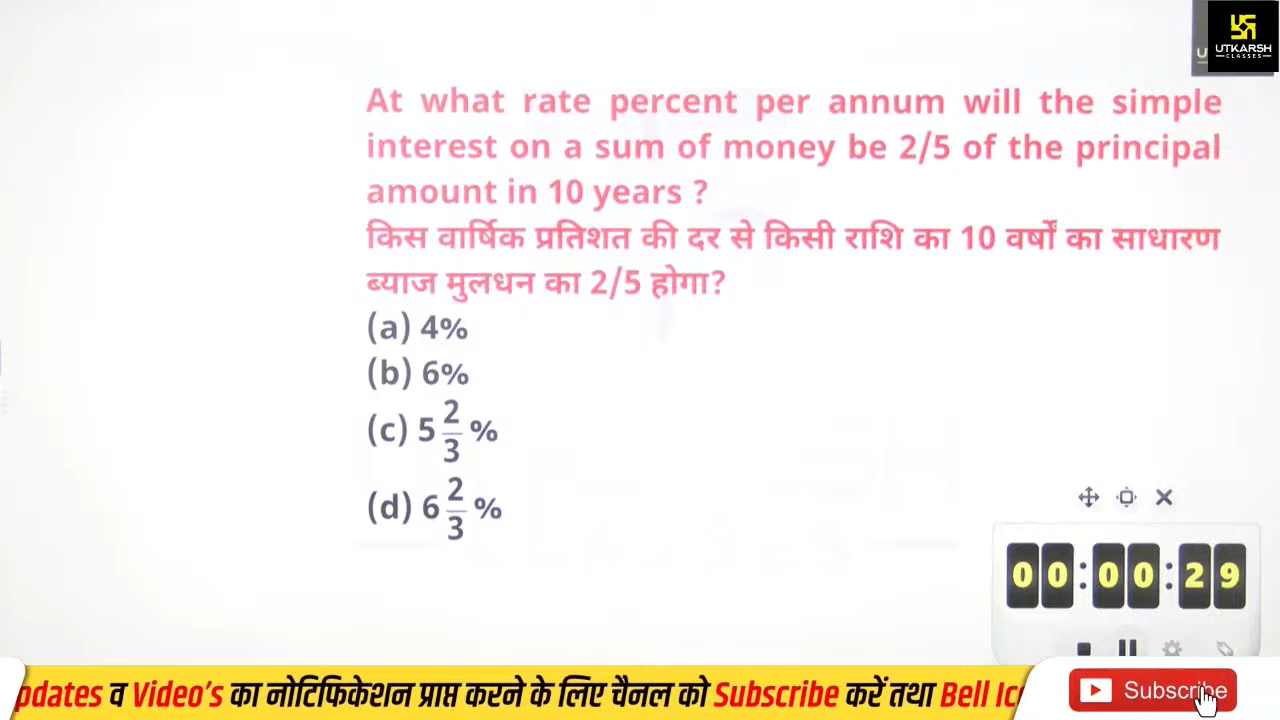 UTKARSH
CLASSES
At what rate percent per annum will the simple
interest on a sum of money be 2/5 of the principal
amount in 10 years ?
किस वार्षिक प्रतिशत की दर से किसी राशि का 10 वर्षों का साधारण
ब्याज मुलधन का 2/5 होगा?
(a) 4%
(b) 6%
(c) 5 2/3 %
(d) 6 2/3 %
00:00:29
pdates व Video's का नोटिफिकेशन प्राप्त करने के लिए चैनल को Subscribe करें तथा Bell Ic
Subscribe